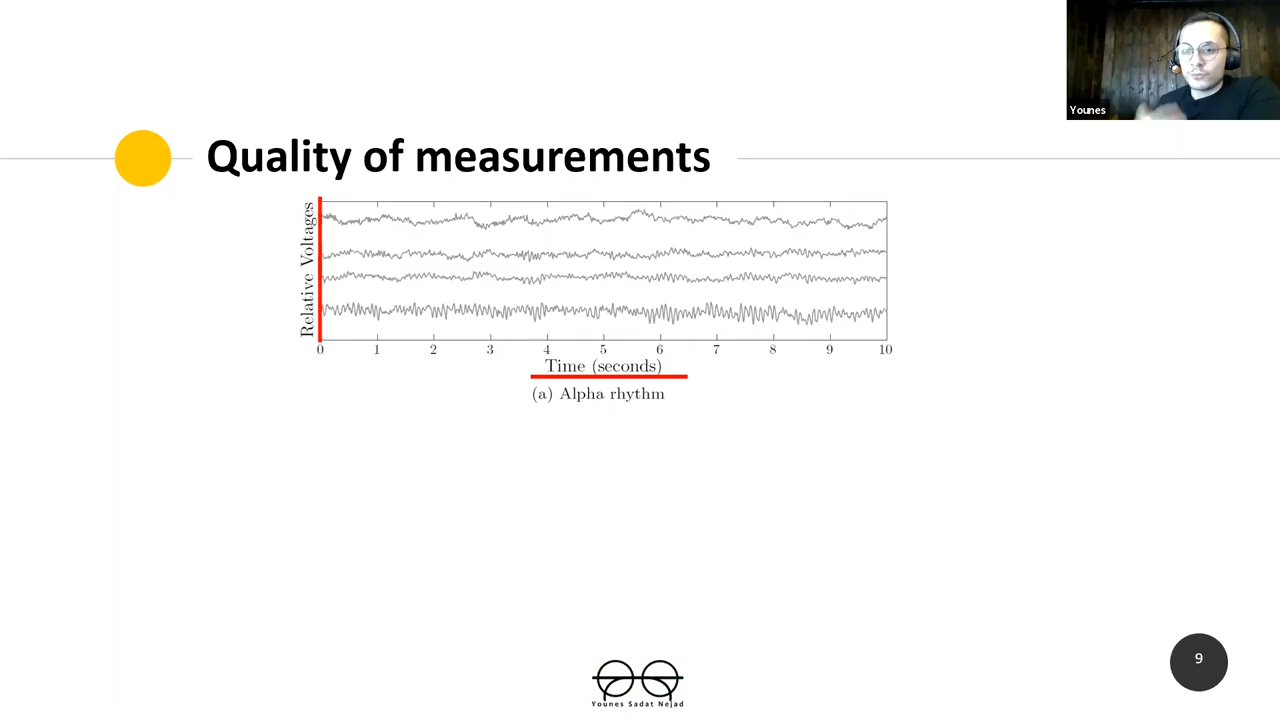 Younes
Quality of measurements
Relative Voltages
0 1 2 3 4 5 6 7 8 9 10
Time (seconds)
(a) Alpha rhythm
9
Younes Sadat Nejad